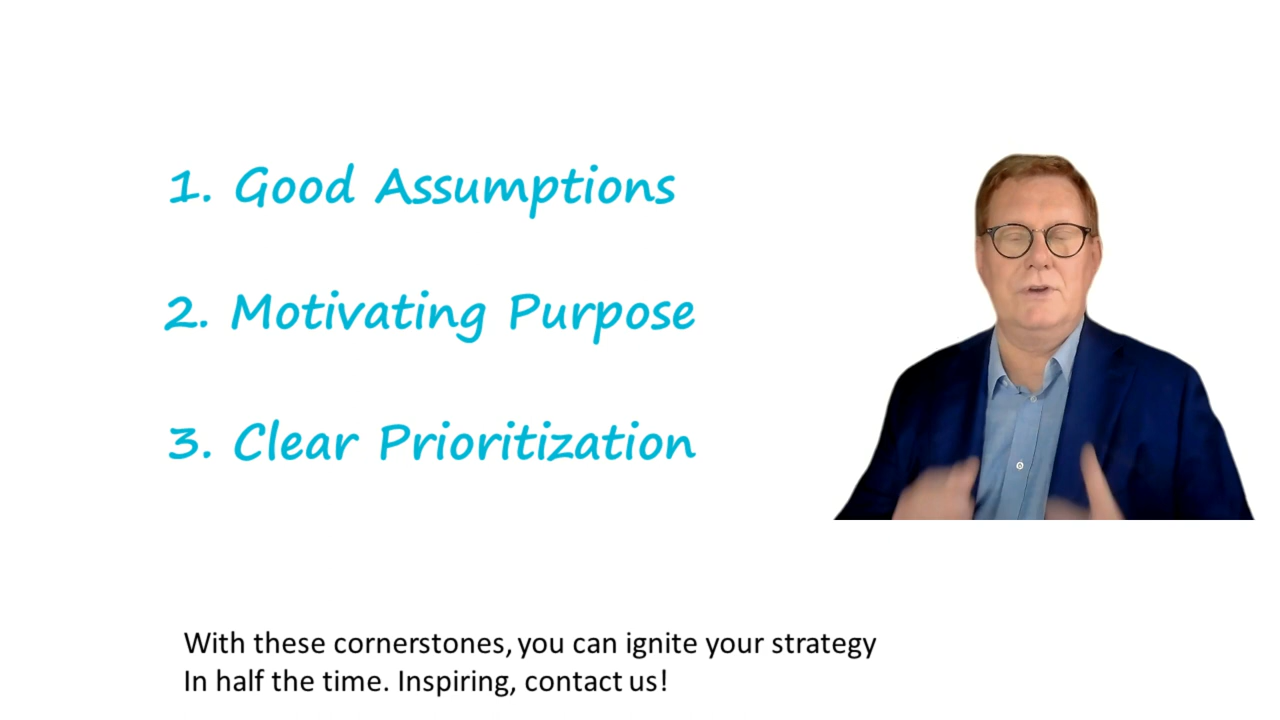 1. Good Assumptions
2. Motivating Purpose
3. Clear Prioritization
With these cornerstones, you can ignite your strategy
In half the time. Inspiring, contact us!